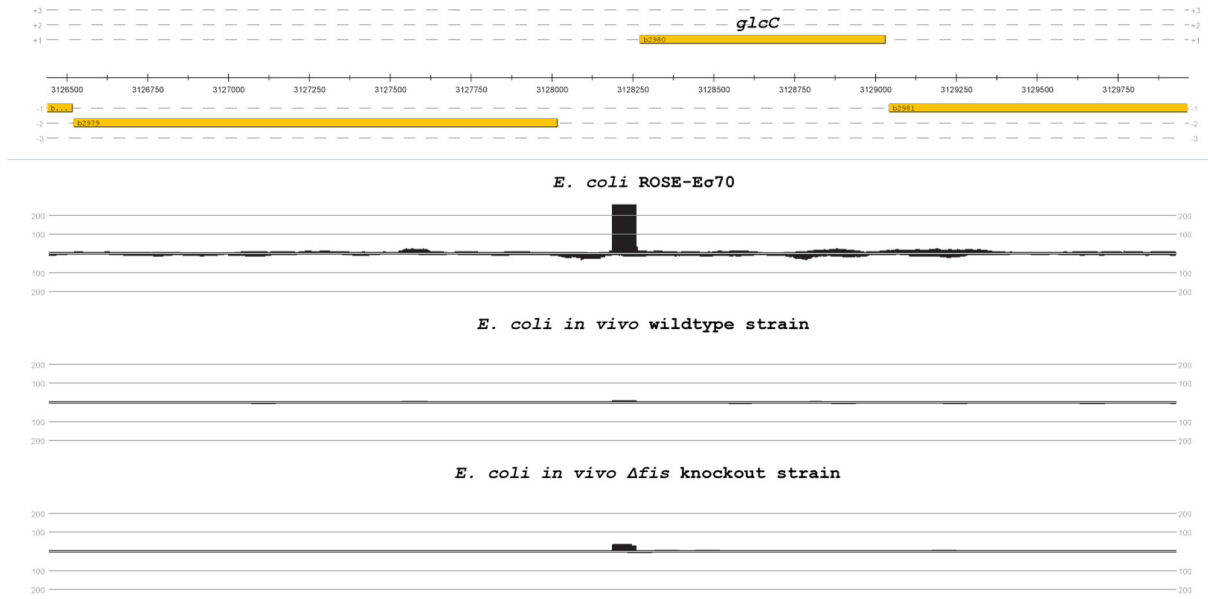 +3 +3
+2 glcC +2
+1 b2980 +1
3126500 3126750 3127000 3127250 3127500 3127750 3128000 3128250 3128500 3128750 3129000 3129250 3129500 3129750
-1 b... b2981 -1
-2 b2979 -2
-3 -3
E. coli ROSE-Eσ70
200 200
100 100
100 100
200 200
E. coli in vivo wildtype strain
200 200
100 100
100 100
200 200
E. coli in vivo Δfis knockout strain
200 200
100 100
100 100
200 200